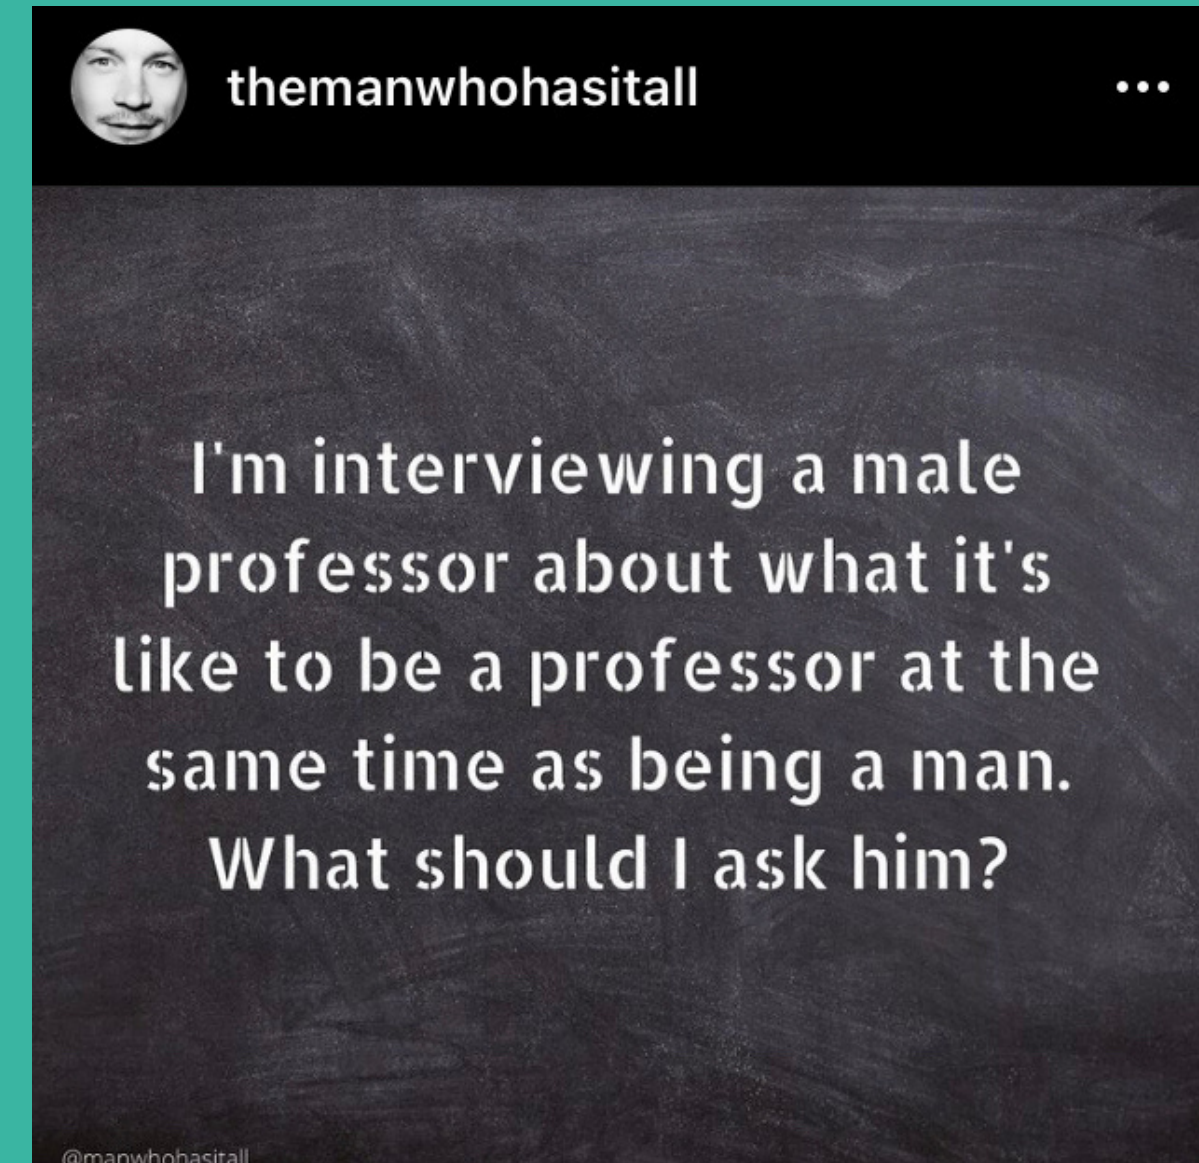 themanwhohasitall
I'm interviewing a male
professor about what it's
like to be a professor at the
same time as being a man.
What should I ask him?
@manwhohasitall